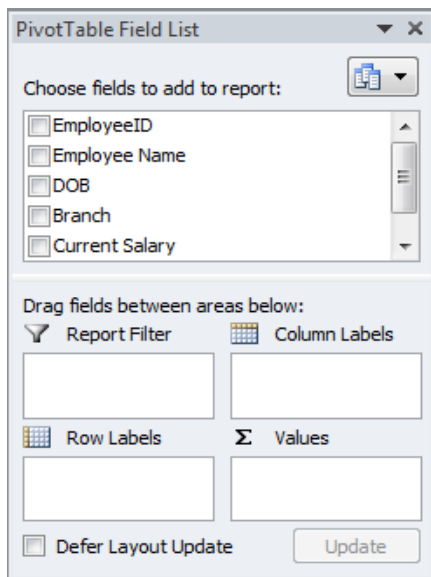 PivotTable Field List
Choose fields to add to report:
EmployeeID
Employee Name
DOB
Branch
Current Salary
Drag fields between areas below:
Report Filter
Column Labels
Row Labels
Σ Values
Defer Layout Update
Update